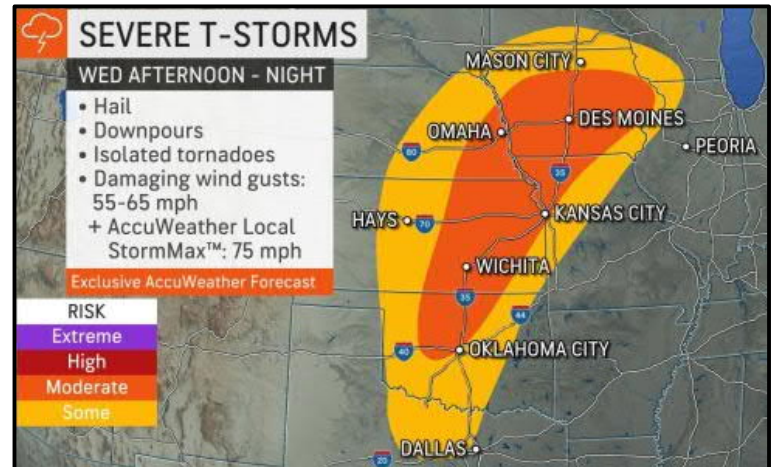 SEVERE T-STORMS
WED AFTERNOON - NIGHT
• Hail
• Downpours
• Isolated tornadoes
• Damaging wind gusts:
55-65 mph
+ AccuWeather Local
StormMax™: 75 mph
Exclusive AccuWeather Forecast
RISK
Extreme
High
Moderate
Some
MASON CITY
OMAHA
DES MOINES
PEORIA
80
35
HAYS
70
KANSAS CITY
WICHITA
35
44
40
OKLAHOMA CITY
DALLAS
20